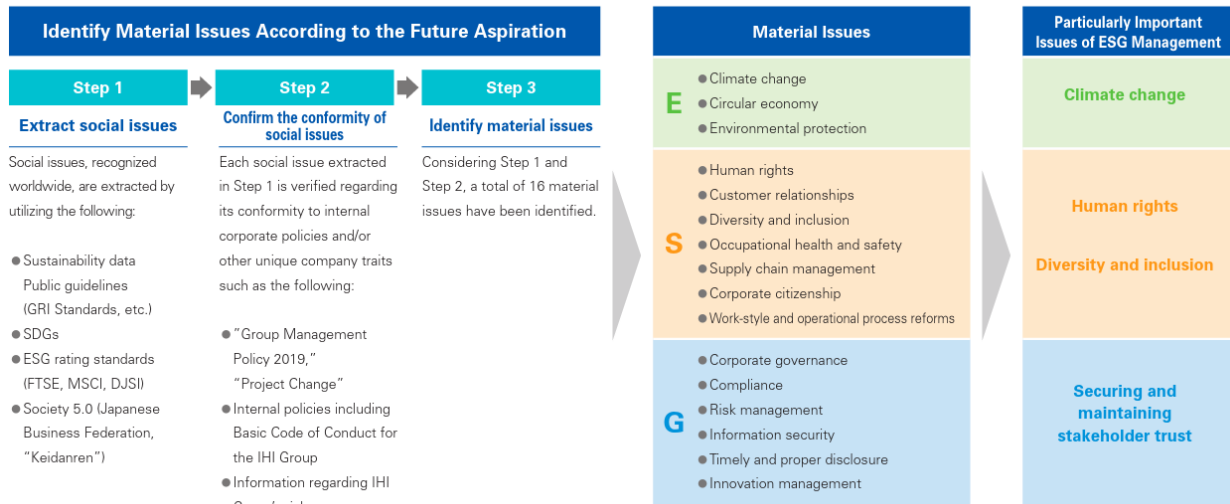 Identify Material Issues According to the Future Aspiration
Step 1
Extract social issues
Social issues, recognized
worldwide, are extracted by
utilizing the following:
● Sustainability data
Public guidelines
(GRI Standards, etc.)
● SDGs
● ESG rating standards
(FTSE, MSCI, DJSI)
● Society 5.0 (Japanese
Business Federation,
“Keidanren”)
Step 2
Confirm the conformity of
social issues
Each social issue extracted
in Step 1 is verified regarding
its conformity to internal
corporate policies and/or
other unique company traits
such as the following:
● “Group Management
Policy 2019,”
“Project Change”
● Internal policies including
Basic Code of Conduct for
the IHI Group
● Information regarding IHI
Step 3
Identify material issues
Considering Step 1 and
Step 2, a total of 16 material
issues have been identified.
Material Issues
E
● Climate change
● Circular economy
● Environmental protection
S
● Human rights
● Customer relationships
● Diversity and inclusion
● Occupational health and safety
● Supply chain management
● Corporate citizenship
● Work-style and operational process reforms
G
● Corporate governance
● Compliance
● Risk management
● Information security
● Timely and proper disclosure
● Innovation management
Particularly Important
Issues of ESG Management
Climate change
Human rights
Diversity and inclusion
Securing and
maintaining
stakeholder trust